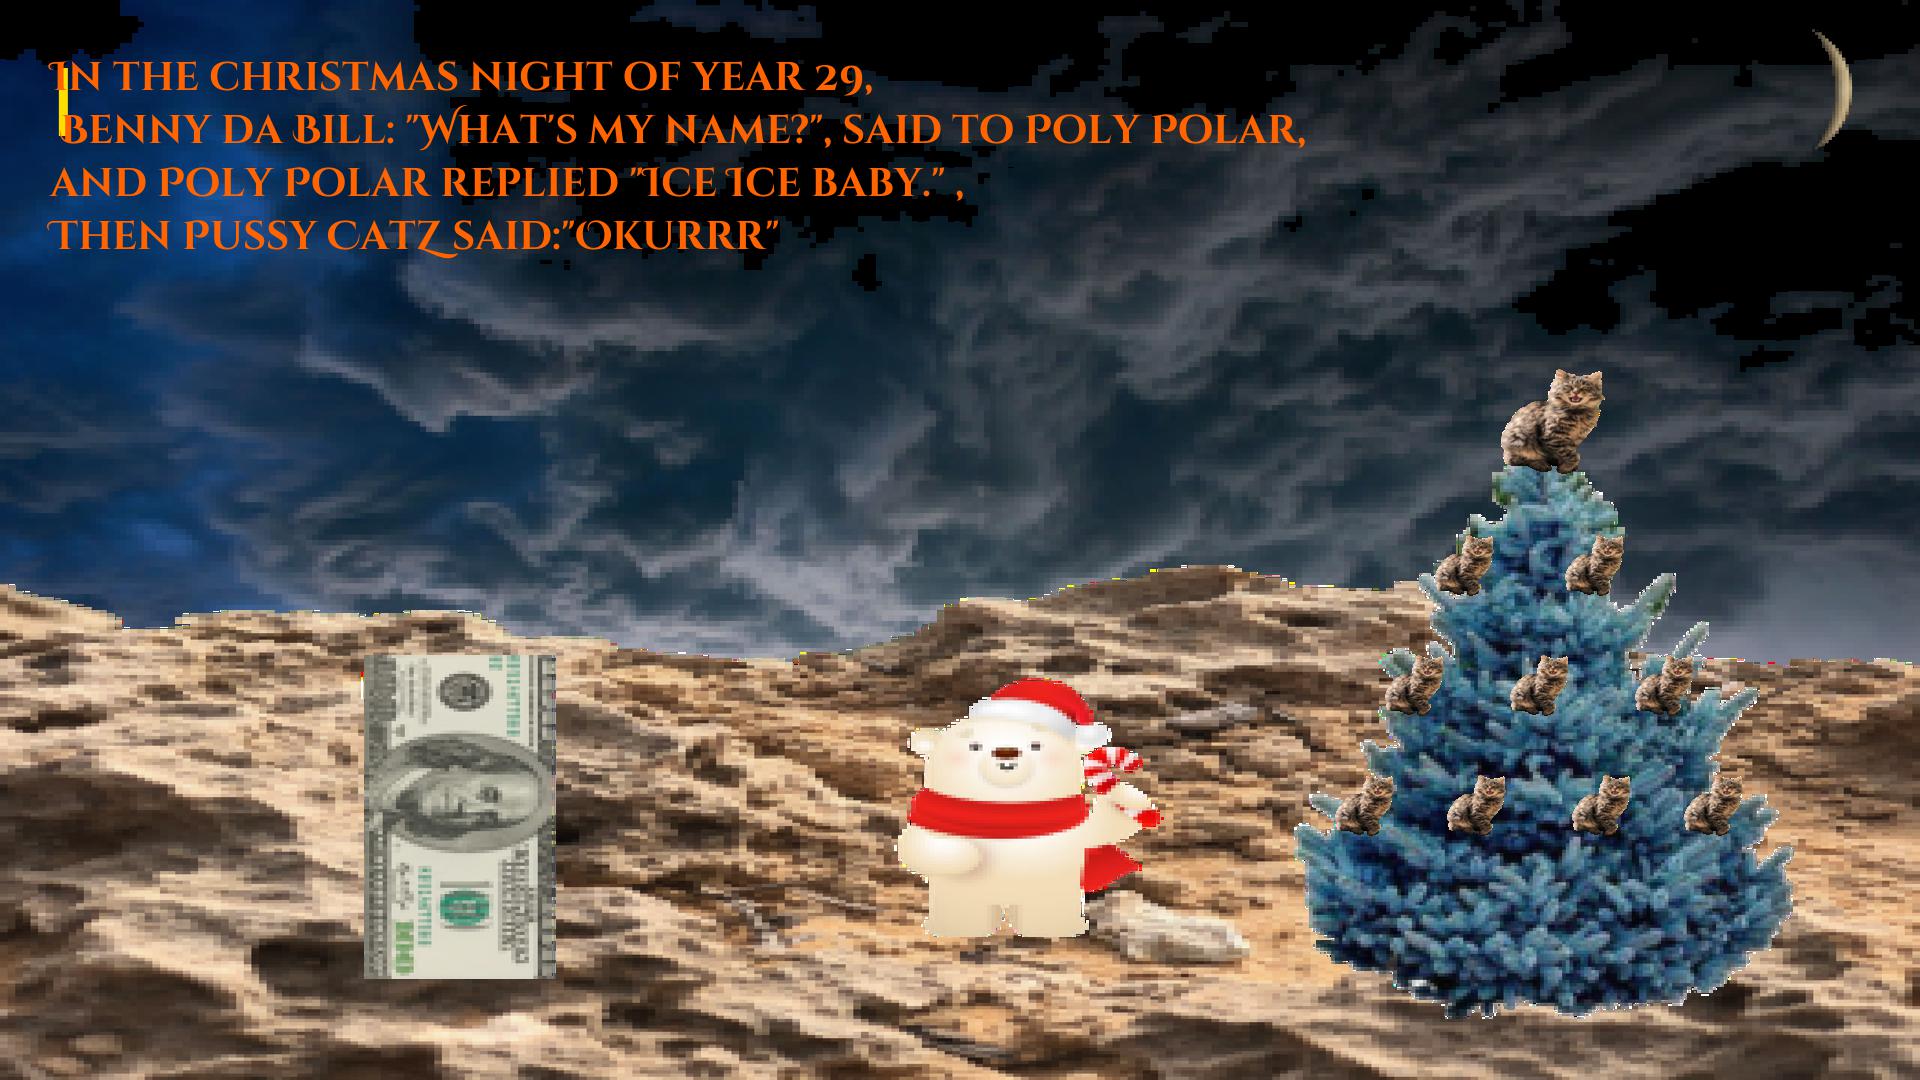 In the Christmas night of year 29,
Benny da Bill: "What's my name?", said to Poly Polar,
and Poly Polar replied "Ice Ice baby." ,
Then Pussy Catz said:"Okurrr"